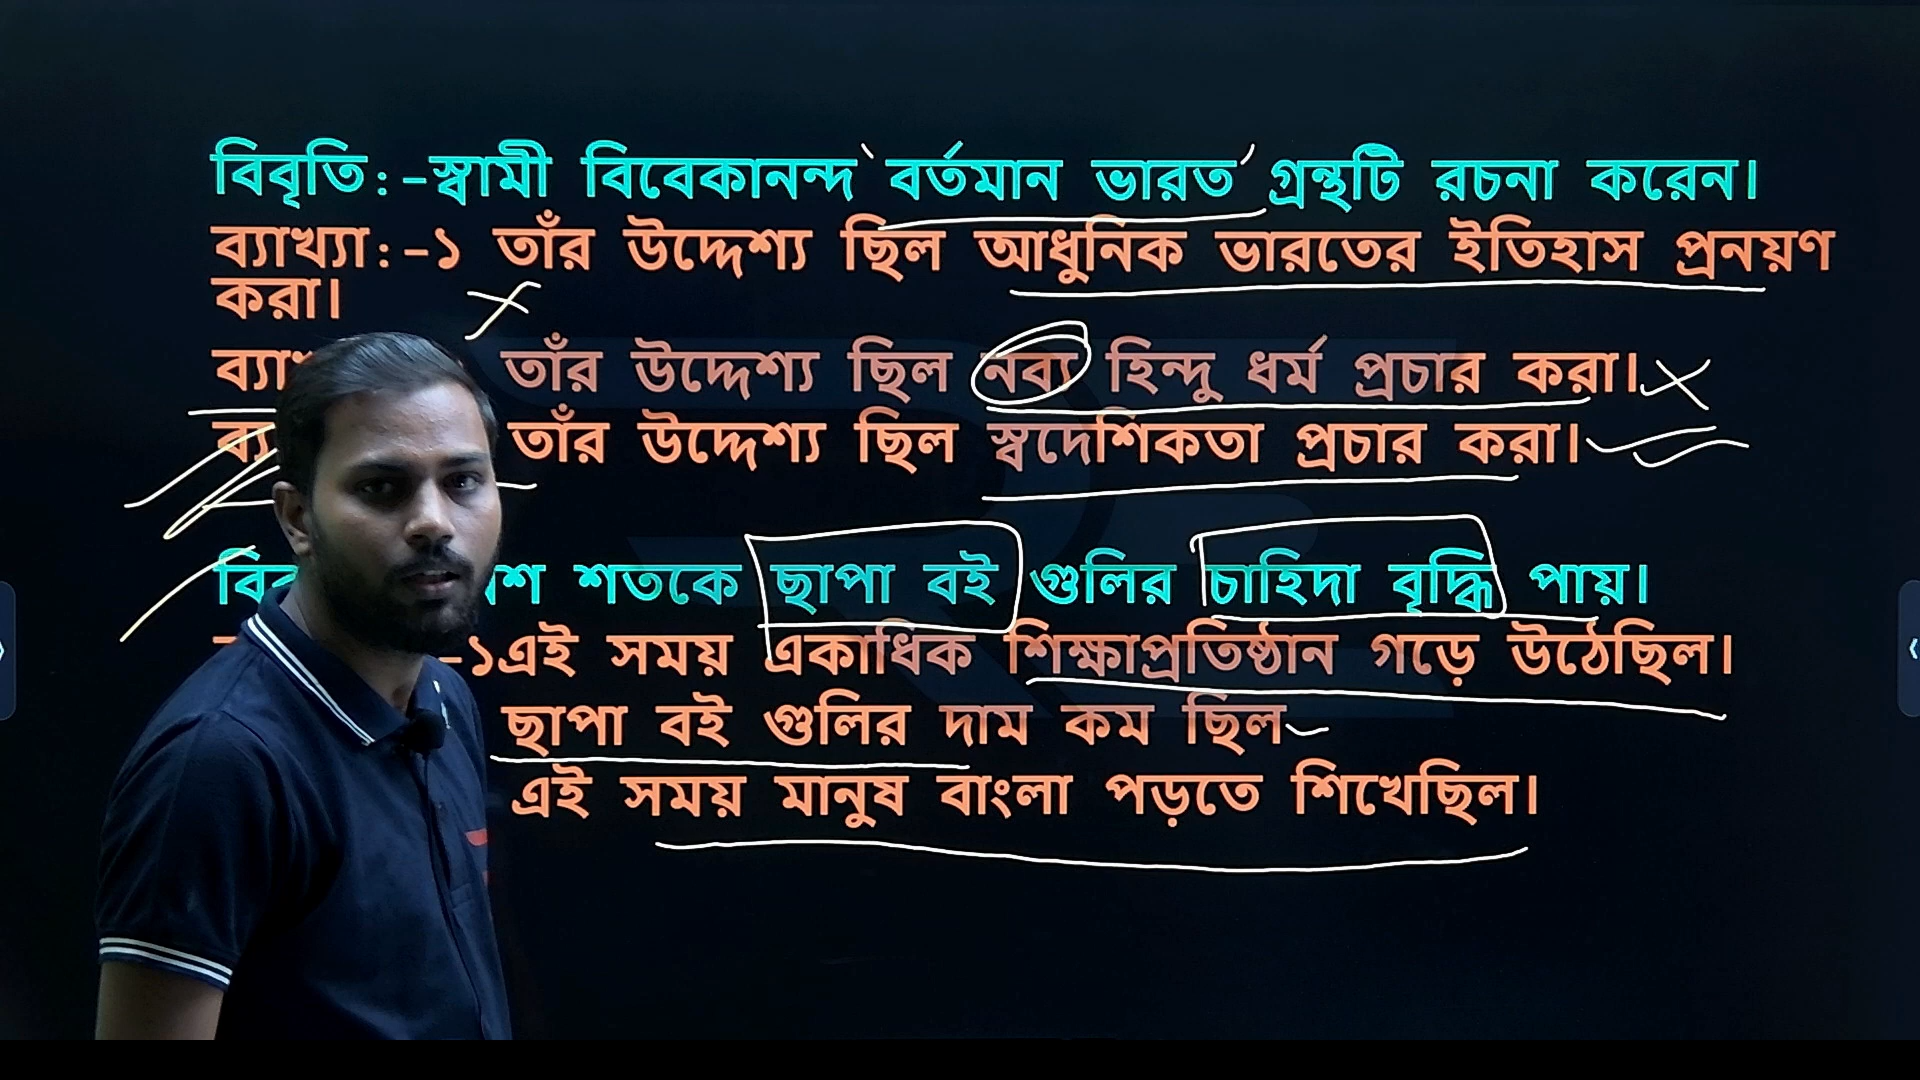 বিবৃতি:-স্বামী বিবেকানন্দ 'বর্তমান ভারত' গ্রন্থটি রচনা করেন।
ব্যাখ্যা:-১ তাঁর উদ্দেশ্য ছিল আধুনিক ভারতের ইতিহাস প্রনয়ণ
করা।
তাঁর উদ্দেশ্য ছিল নব্য হিন্দু ধর্ম প্রচার করা।
তাঁর উদ্দেশ্য ছিল স্বদেশিকতা প্রচার করা।
শতকে ছাপা বই গুলির চাহিদা বৃদ্ধি পায়।
-১এই সময় একাধিক শিক্ষাপ্রতিষ্ঠান গড়ে উঠেছিল।
ছাপা বই গুলির দাম কম ছিল
এই সময় মানুষ বাংলা পড়তে শিখেছিল।